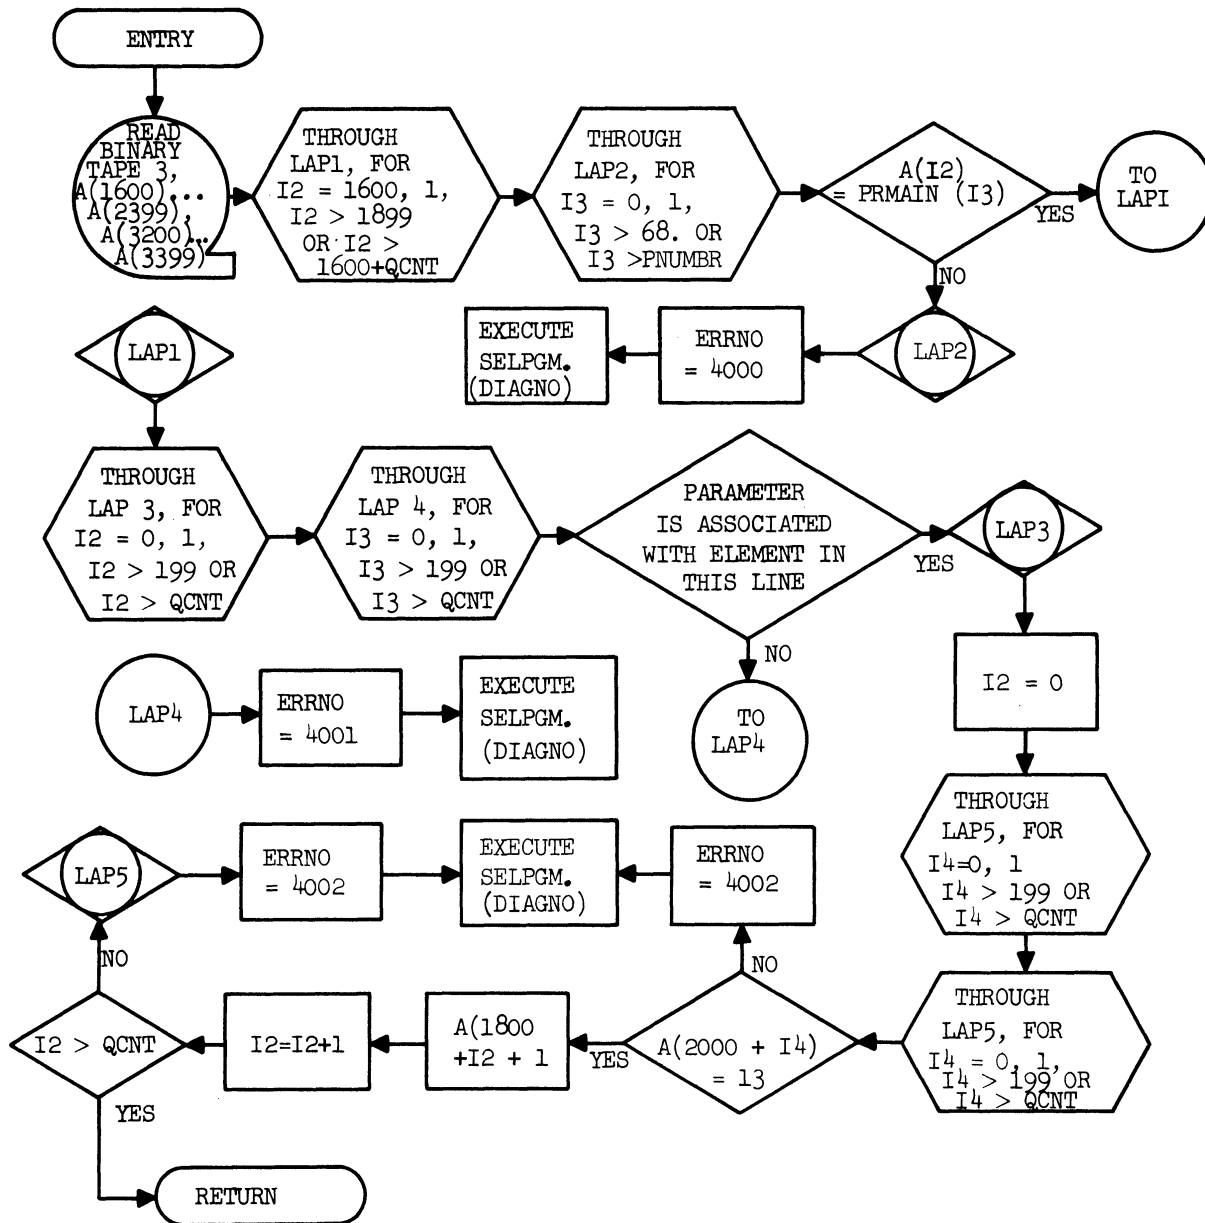 ENTRY
READ
BINARY
TAPE 3,
A(1600)...
A(2399),
A(3200)...
A(3399)
THROUGH
LAP1, FOR
I2 = 1600, 1,
I2 > 1899
OR I2 >
1600+QCNT
THROUGH
LAP2, FOR
I3 = 0, 1,
I3 > 68. OR
I3 >PNUMBR
A(I2)
= PRMAIN (I3)
YES
TO
LAP1
NO
LAP1
EXECUTE
SELPGM.
(DIAGNO)
ERRNO
= 4000
LAP2
THROUGH
LAP 3, FOR
I2 = 0, 1,
I2 > 199 OR
I2 > QCNT
THROUGH
LAP 4, FOR
I3 = 0, 1,
I3 > 199 OR
I3 > QCNT
PARAMETER
IS ASSOCIATED
WITH ELEMENT IN
THIS LINE
YES
LAP3
NO
I2 = 0
LAP4
ERRNO
= 4001
EXECUTE
SELPGM.
(DIAGNO)
TO
LAP4
THROUGH
LAP5, FOR
I4=0, 1
I4 > 199 OR
I4 > QCNT
LAP5
ERRNO
= 4002
EXECUTE
SELPGM.
(DIAGNO)
ERRNO
= 4002
NO
NO
I2 > QCNT
I2=I2+1
A(1800
+I2 + 1
YES
A(2000 + I4)
= 13
THROUGH
LAP5, FOR
I4 = 0, 1,
I4 > 199 OR
I4 > QCNT
YES
RETURN